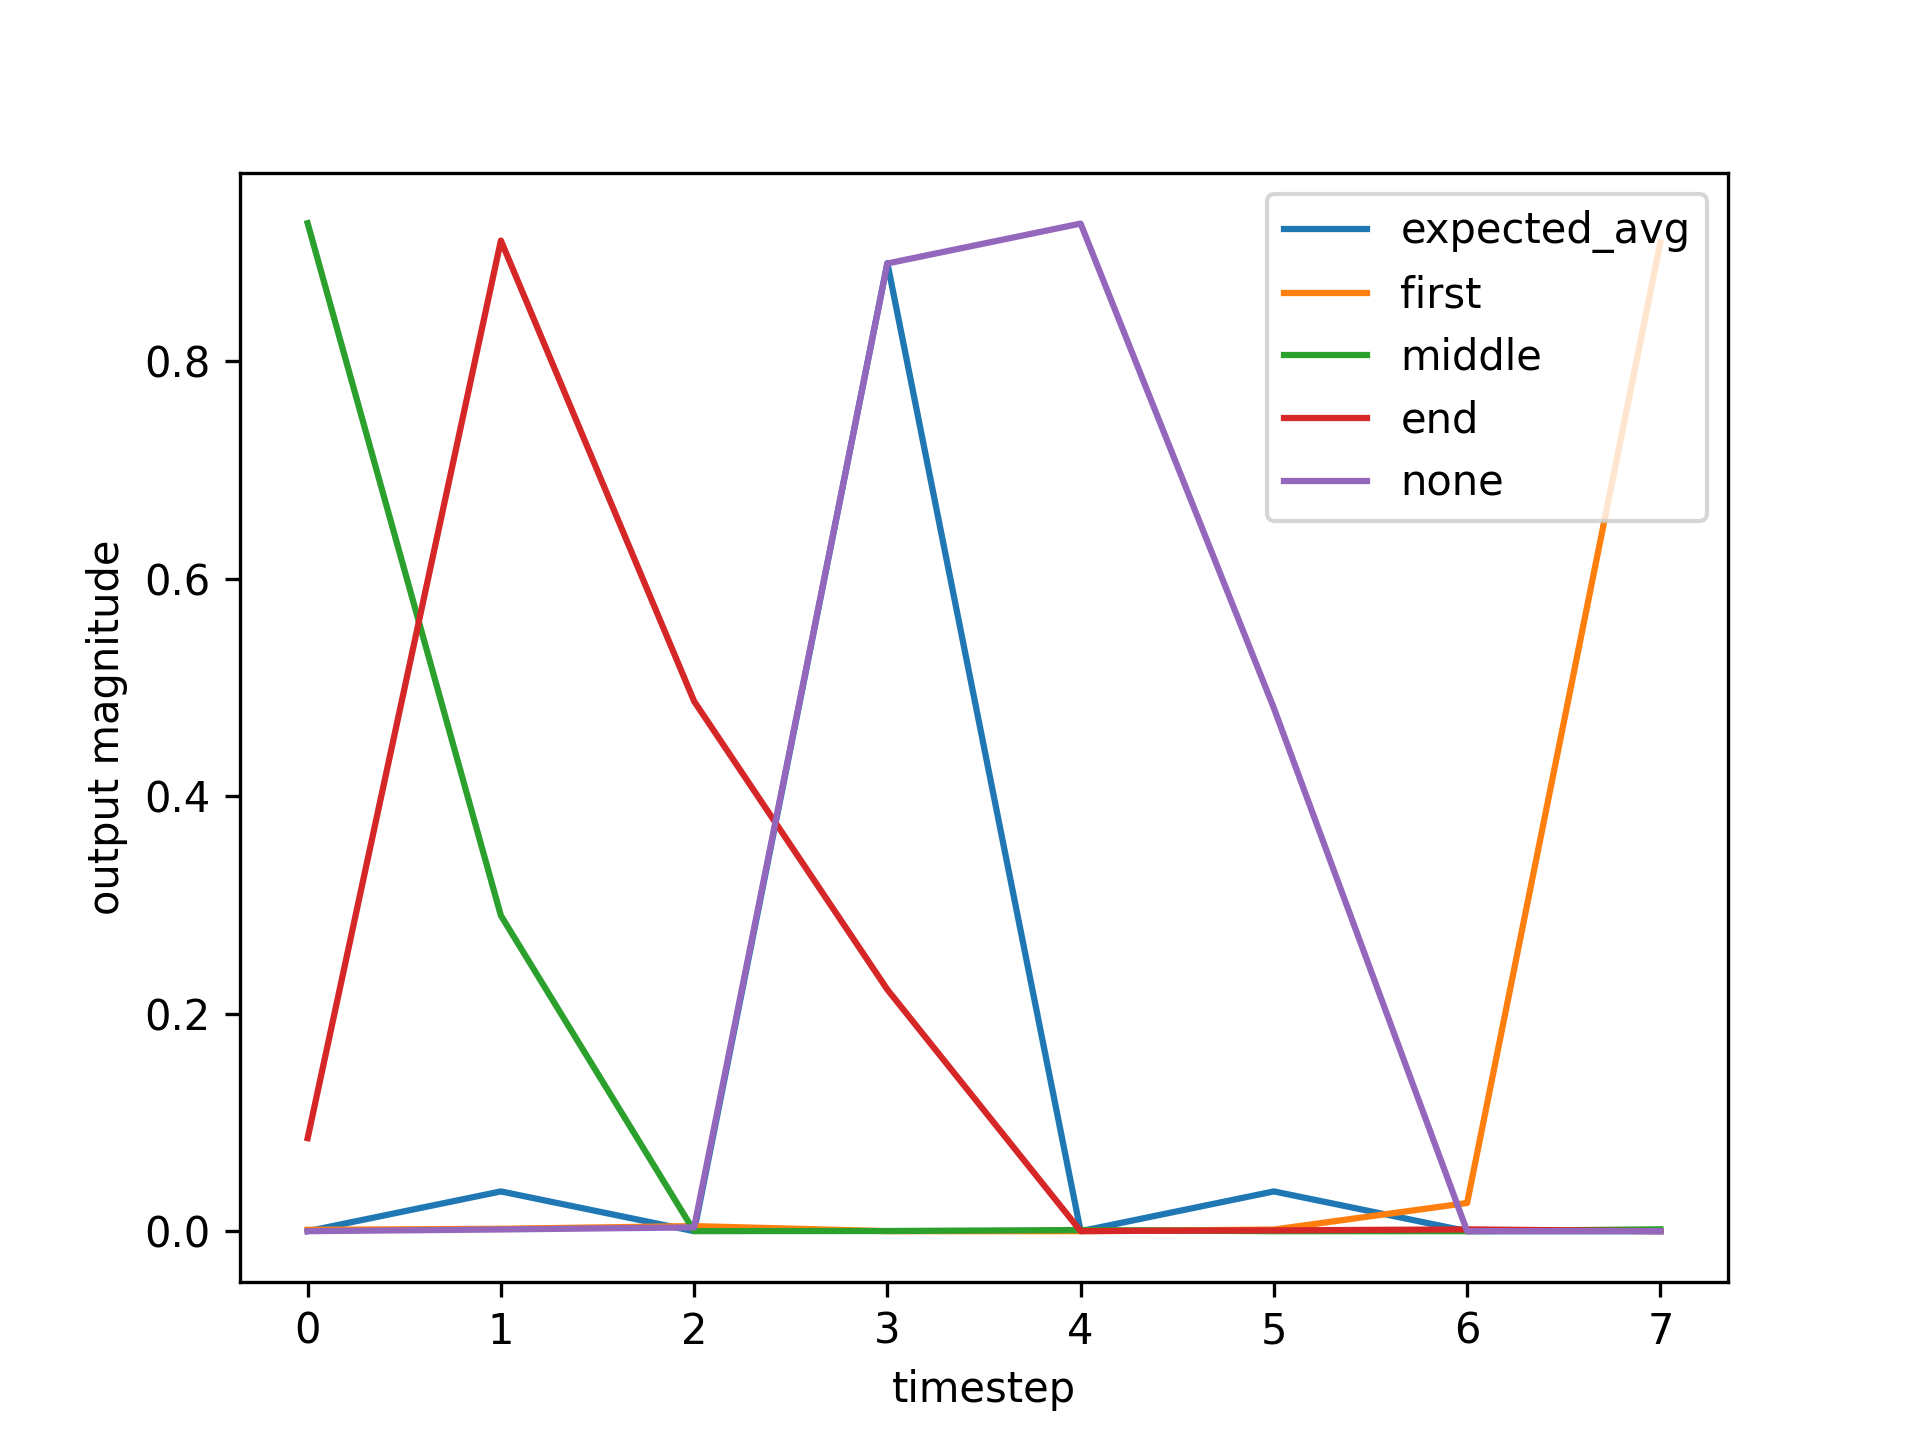 expected_avg
first
middle
end
none
output magnitude
0.8
0.6
0.4
0.2
0.0
0 1 2 3 4 5 6 7
timestep